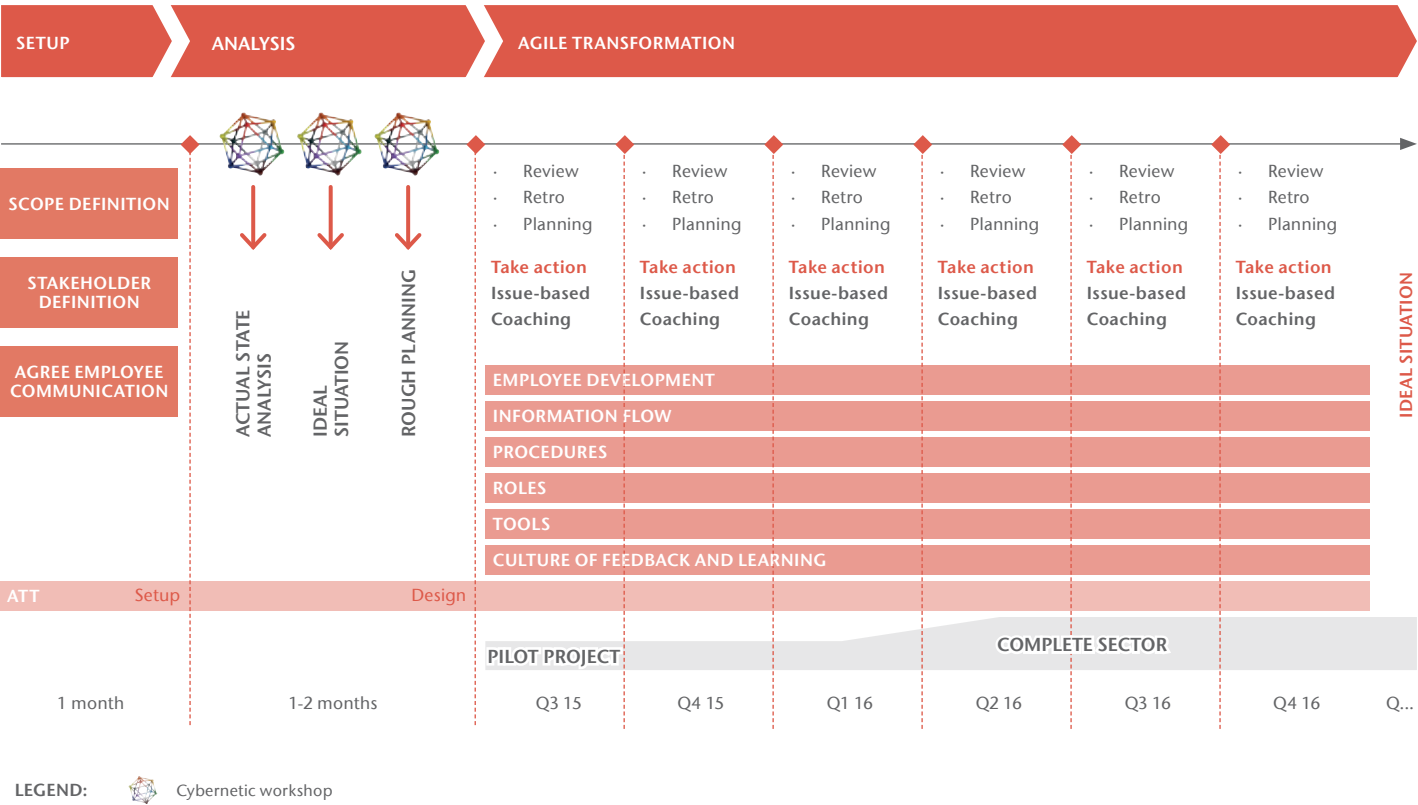 SETUP
ANALYSIS
AGILE TRANSFORMATION
SCOPE DEFINITION
STAKEHOLDER
DEFINITION
AGREE EMPLOYEE
COMMUNICATION
ACTUAL STATE
ANALYSIS
IDEAL
SITUATION
ROUGH PLANNING
· Review
· Retro
· Planning
Take action
Issue-based
Coaching
· Review
· Retro
· Planning
Take action
Issue-based
Coaching
· Review
· Retro
· Planning
Take action
Issue-based
Coaching
· Review
· Retro
· Planning
Take action
Issue-based
Coaching
· Review
· Retro
· Planning
Take action
Issue-based
Coaching
· Review
· Retro
· Planning
Take action
Issue-based
Coaching
IDEAL SITUATION
EMPLOYEE DEVELOPMENT
INFORMATION FLOW
PROCEDURES
ROLES
TOOLS
CULTURE OF FEEDBACK AND LEARNING
ATT Setup Design
PILOT PROJECT
COMPLETE SECTOR
1 month 1-2 months Q3 15 Q4 15 Q1 16 Q2 16 Q3 16 Q4 16 Q...
LEGEND: Cybernetic workshop